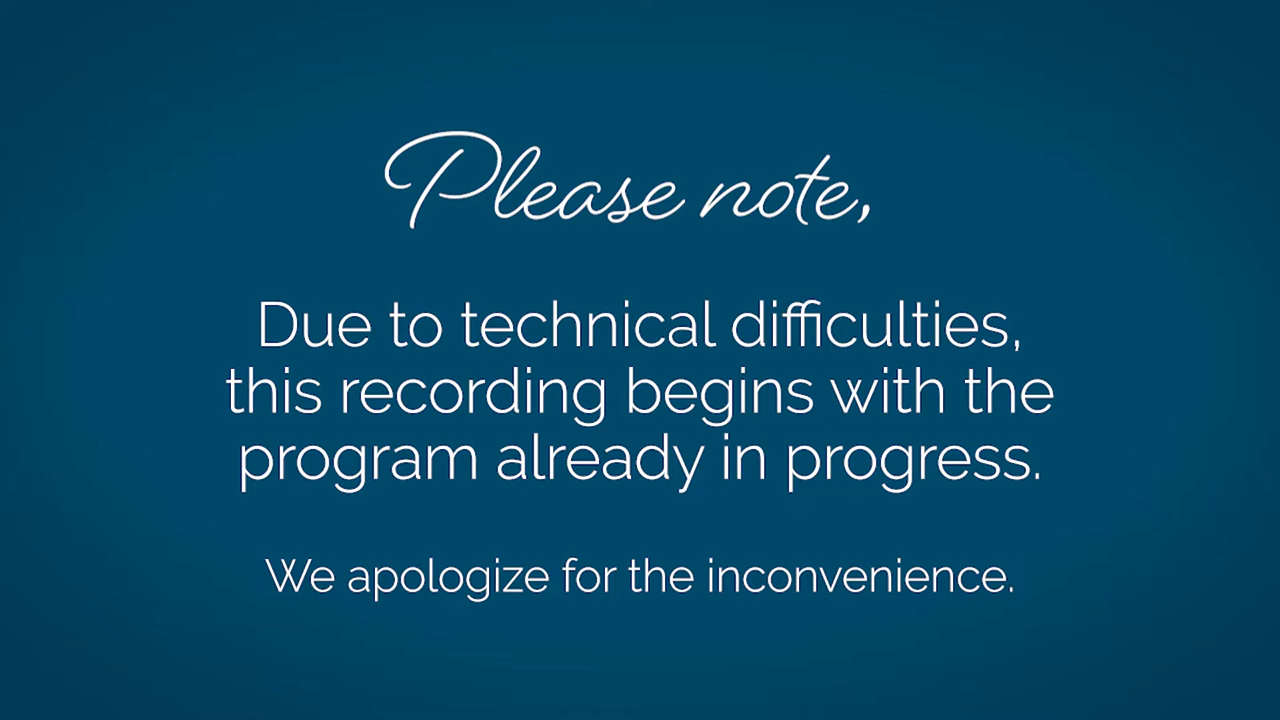 Please note,
Due to technical difficulties,
this recording begins with the
program already in progress.
We apologize for the inconvenience.